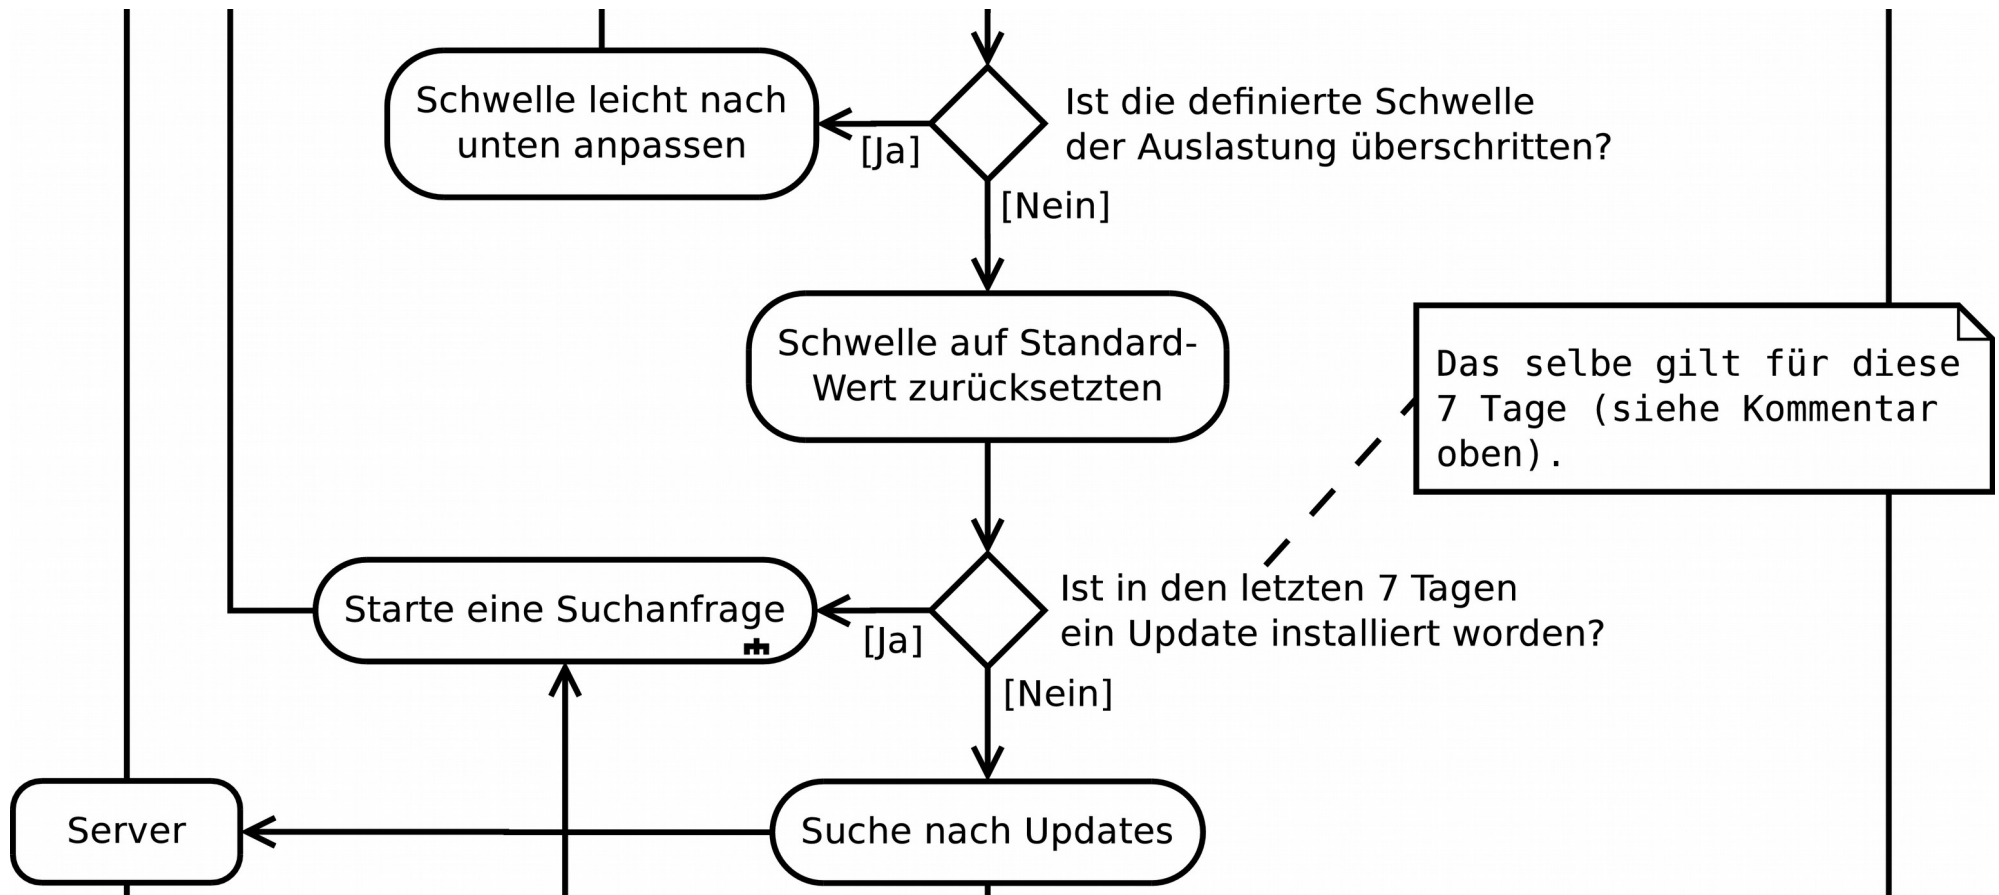 Schwelle leicht nach
unten anpassen
[Ja]
Ist die definierte Schwelle
der Auslastung überschritten?
[Nein]
Schwelle auf Standard-
Wert zurücksetzten
Das selbe gilt für diese
7 Tage (siehe Kommentar
oben).
Starte eine Suchanfrage
[Ja]
Ist in den letzten 7 Tagen
ein Update installiert worden?
[Nein]
Server
Suche nach Updates